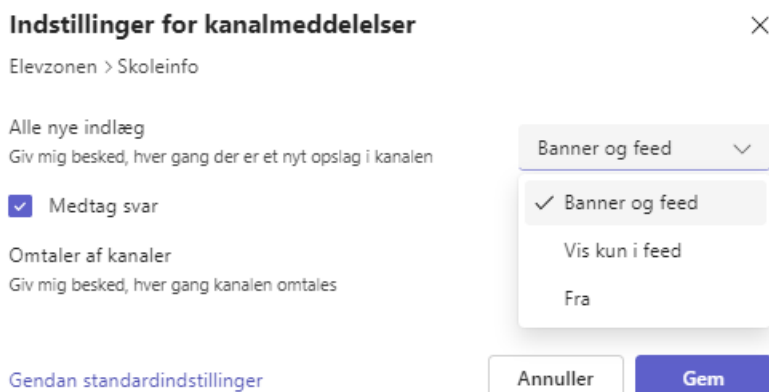 Indstillinger for kanalmeddelelser
Elevzonen > Skoleinfo
Alle nye indlæg
Giv mig besked, hver gang der er et nyt opslag i kanalen
Banner og feed
Banner og feed
Vis kun i feed
Fra
Medtag svar
Omtaler af kanaler
Giv mig besked, hver gang kanalen omtales
Gendan standardindstillinger
Annuller
Gem